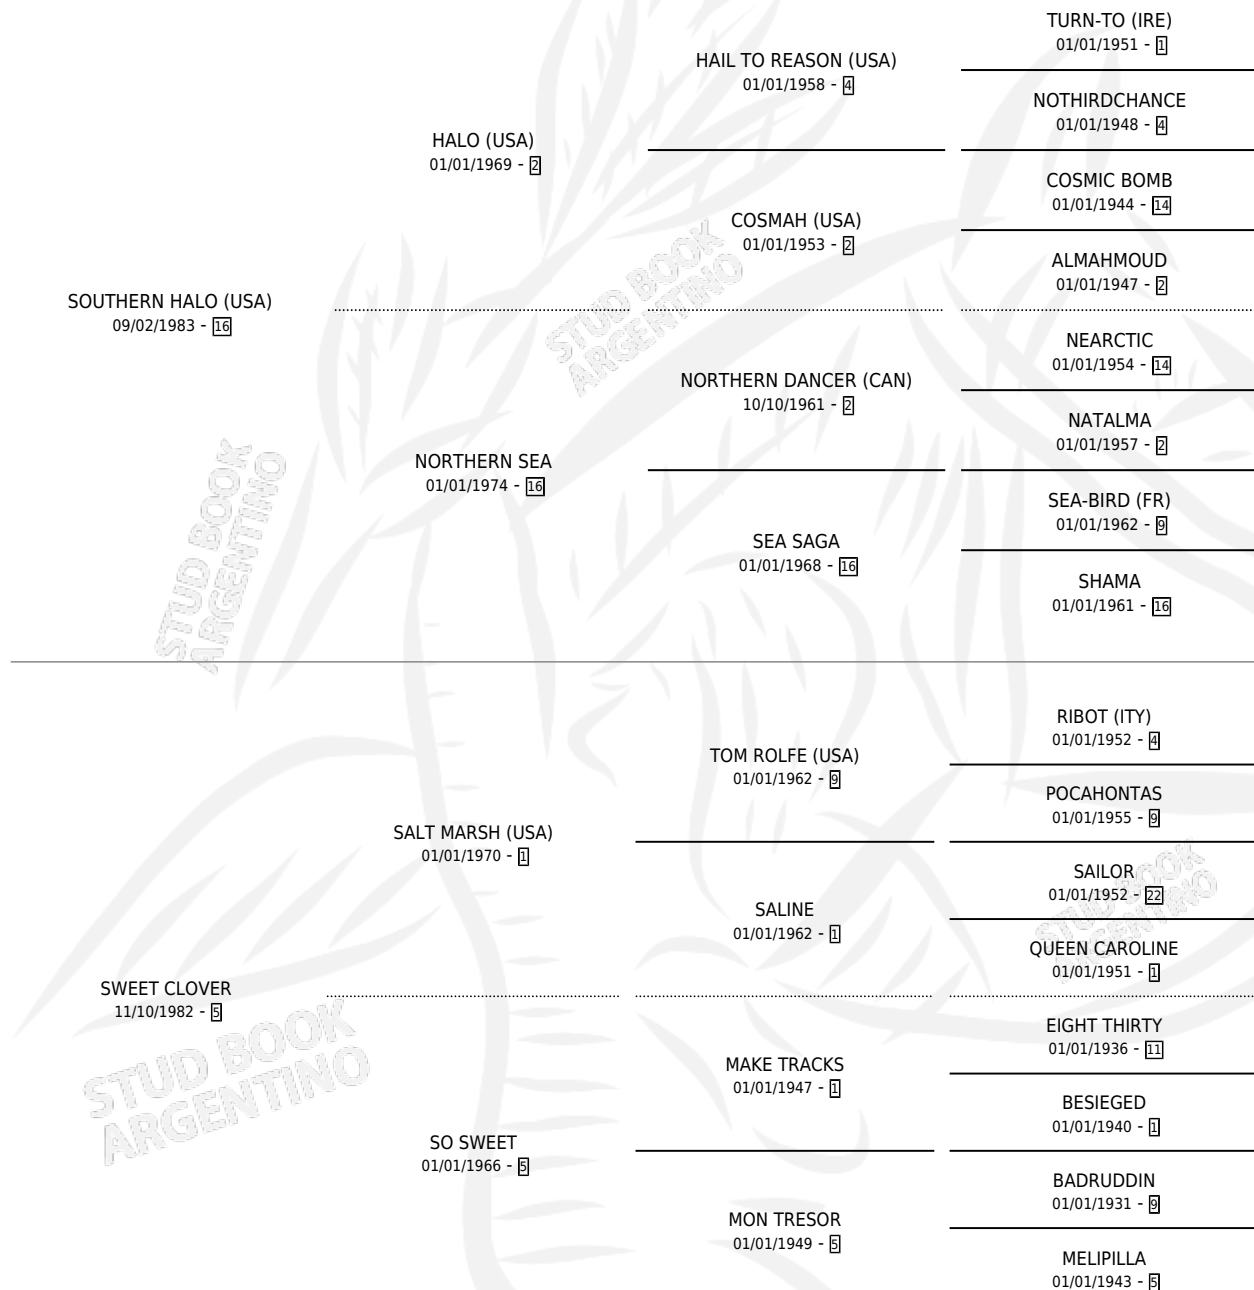 TURN-TO (IRE)
01/01/1951 - 1
HAIL TO REASON (USA)
01/01/1958 - 4
NOTHIRDCHANCE
01/01/1948 - 4
HALO (USA)
01/01/1969 - 2
COSMIC BOMB
01/01/1944 - 14
COSMAH (USA)
01/01/1953 - 2
ALMAHMOUD
01/01/1947 - 2
SOUTHERN HALO (USA)
09/02/1983 - 16
STUD BOOK
ARGENTINO
NEARCTIC
01/01/1954 - 14
NORTHERN DANCER (CAN)
10/10/1961 - 2
NATALMA
01/01/1957 - 2
NORTHERN SEA
01/01/1974 - 16
SEA-BIRD (FR)
01/01/1962 - 9
SEA SAGA
01/01/1968 - 16
SHAMA
01/01/1961 - 16
STUD BOOK
ARGENTINO
RIBOT (ITY)
01/01/1952 - 4
TOM ROLFE (USA)
01/01/1962 - 9
POCAHONTAS
01/01/1955 - 9
SALT MARSH (USA)
01/01/1970 - 1
SAILOR
01/01/1952 - 22
SALINE
01/01/1962 - 1
QUEEN CAROLINE
01/01/1951 - 1
STUD BOOK
ARGENTINO
SWEET CLOVER
11/10/1982 - 5
STUD BOOK
ARGENTINO
EIGHT THIRTY
01/01/1936 - 11
MAKE TRACKS
01/01/1947 - 1
BESIEGED
01/01/1940 - 1
SO SWEET
01/01/1966 - 5
BADRUDDIN
01/01/1931 - 9
MON TRESOR
01/01/1949 - 5
MELIPILLA
01/01/1943 - 5